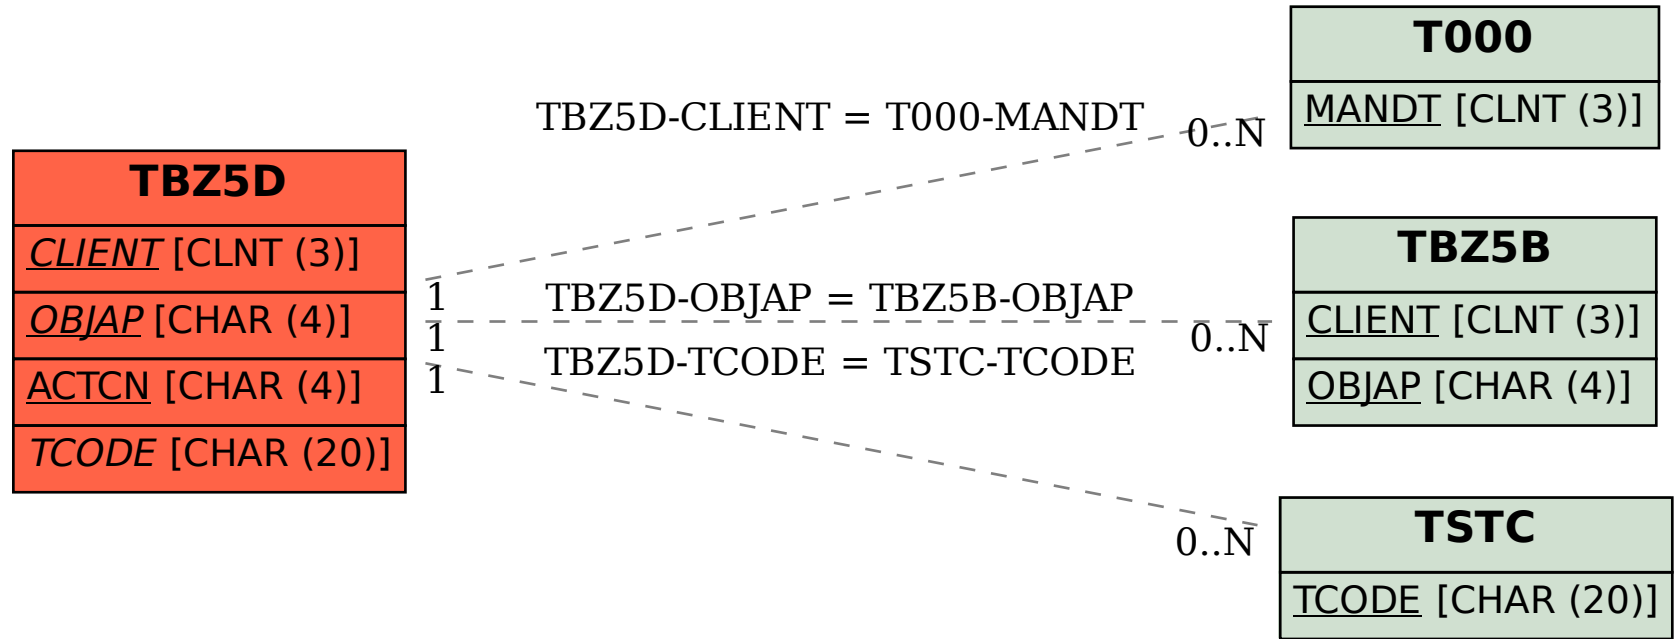 TBZ5D
CLIENT [CLNT (3)]
OBJAP [CHAR (4)]
ACTCN [CHAR (4)]
TCODE [CHAR (20)]
TBZ5D-CLIENT = T000-MANDT
0..N
1
TBZ5D-OBJAP = TBZ5B-OBJAP
1
0..N
TBZ5D-TCODE = TSTC-TCODE
1
0..N
T000
MANDT [CLNT (3)]
TBZ5B
CLIENT [CLNT (3)]
OBJAP [CHAR (4)]
TSTC
TCODE [CHAR (20)]